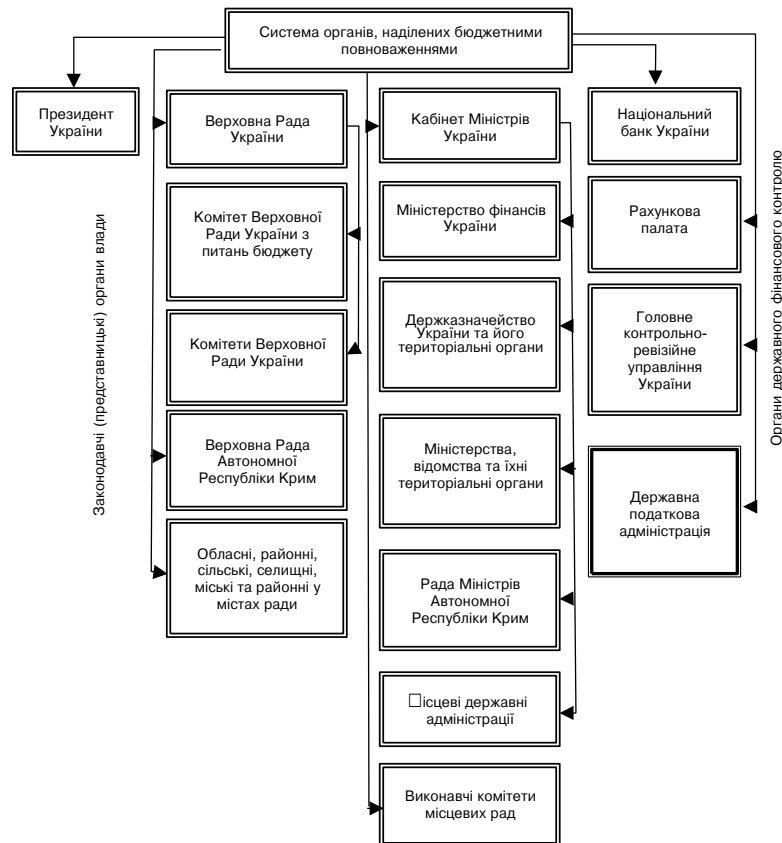 Система органів, наділених бюджетними
повноваженнями
Президент
України
Верховна Рада
України
Кабінет Міністрів
України
Національний
банк України
Комітет Верховної
Ради України з
питань бюджету
Міністерство фінансів
України
Рахункова
палата
Комітети Верховної
Ради України
Держказначейство
України та його
територіальні органи
Головне
контрольно-
ревізійне
управління
України
Верховна Рада
Автономної
Республіки Крим
Міністерства,
відомства та їхні
територіальні органи
Державна
податкова
адміністрація
Обласні, районні,
сільські, селищні,
міські та районні у
містах ради
Рада Міністрів
Автономної
Республіки Крим
□ісцеві державні
адміністрації
Виконавчі комітети
місцевих рад
Законодавчі (представницькі) органи влади
Органи державного фінансового контролю